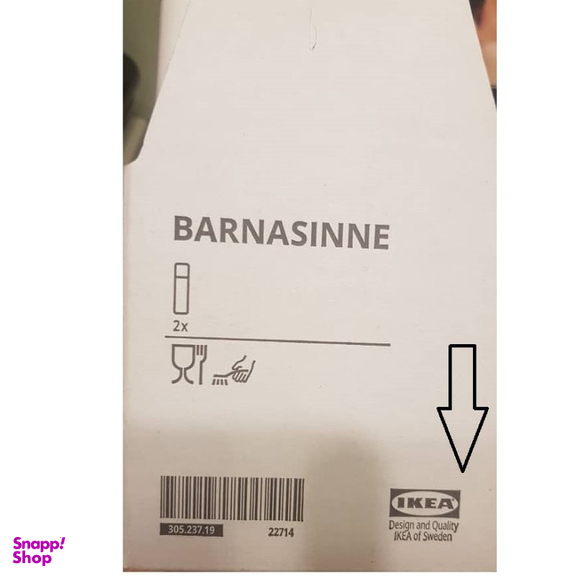 BARNASINNE
2x
305.237.19
22714
IKEA
Design and Quality
IKEA of Sweden
Snapp!
Shop